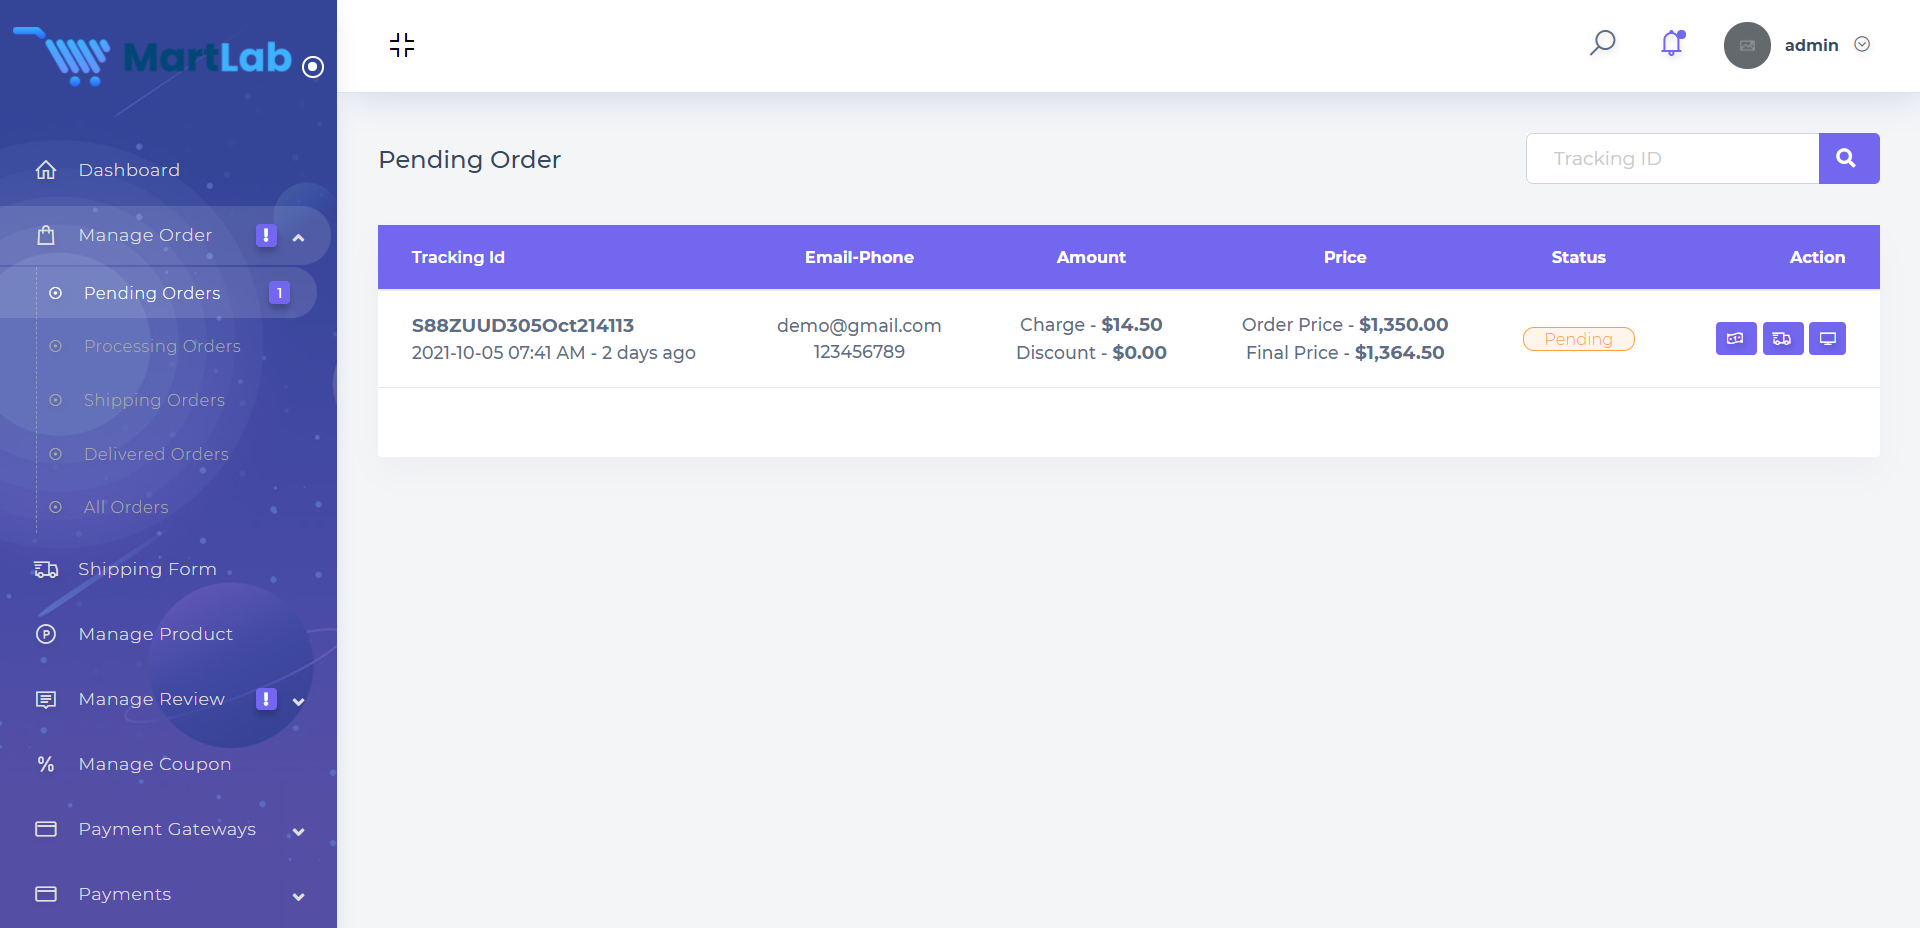 MartLab
admin
Dashboard
Manage Order !
Pending Orders 1
Processing Orders
Shipping Orders
Delivered Orders
All Orders
Shipping Form
P Manage Product
Manage Review !
% Manage Coupon
Payment Gateways
Payments
Pending Order
Tracking ID
Tracking Id Email-Phone Amount Price Status Action
S88ZUUD305Oct214113 demo@gmail.com Charge - $14.50 Order Price - $1,350.00 Pending
2021-10-05 07:41 AM - 2 days ago 123456789 Discount - $0.00 Final Price - $1,364.50